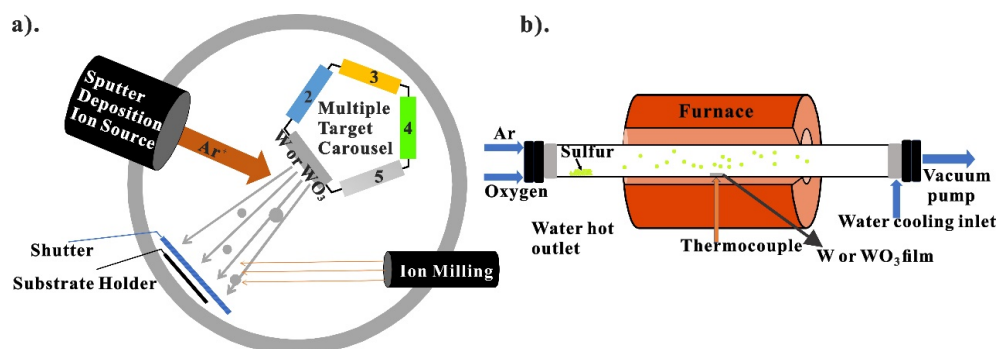 a).
Sputter
Deposition
Ion Source
Ar⁺
2
3
4
5
Multiple
Target
Carousel
W or WO₃
Shutter
Substrate Holder
Ion Milling
b).
Furnace
Ar
Oxygen
Sulfur
Water hot
outlet
Thermocouple
Vacuum
pump
Water cooling inlet
W or WO₃ film